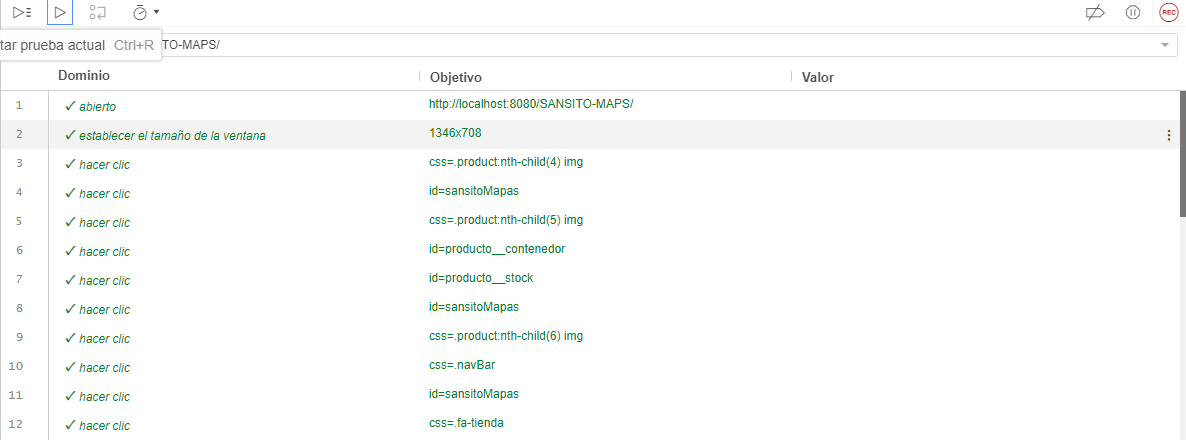 REC
tar prueba actual Ctrl+R TO-MAPS/
Dominio Objetivo Valor
1 ✓ abierto http://localhost:8080/SANSITO-MAPS/
2 ✓ establecer el tamaño de la ventana 1346x708
3 ✓ hacer clic css=.product:nth-child(4) img
4 ✓ hacer clic id=sansitoMapas
5 ✓ hacer clic css=.product:nth-child(5) img
6 ✓ hacer clic id=producto__contenedor
7 ✓ hacer clic id=producto__stock
8 ✓ hacer clic id=sansitoMapas
9 ✓ hacer clic css=.product:nth-child(6) img
10 ✓ hacer clic css=.navBar
11 ✓ hacer clic id=sansitoMapas
12 ✓ hacer clic css=.fa-tienda